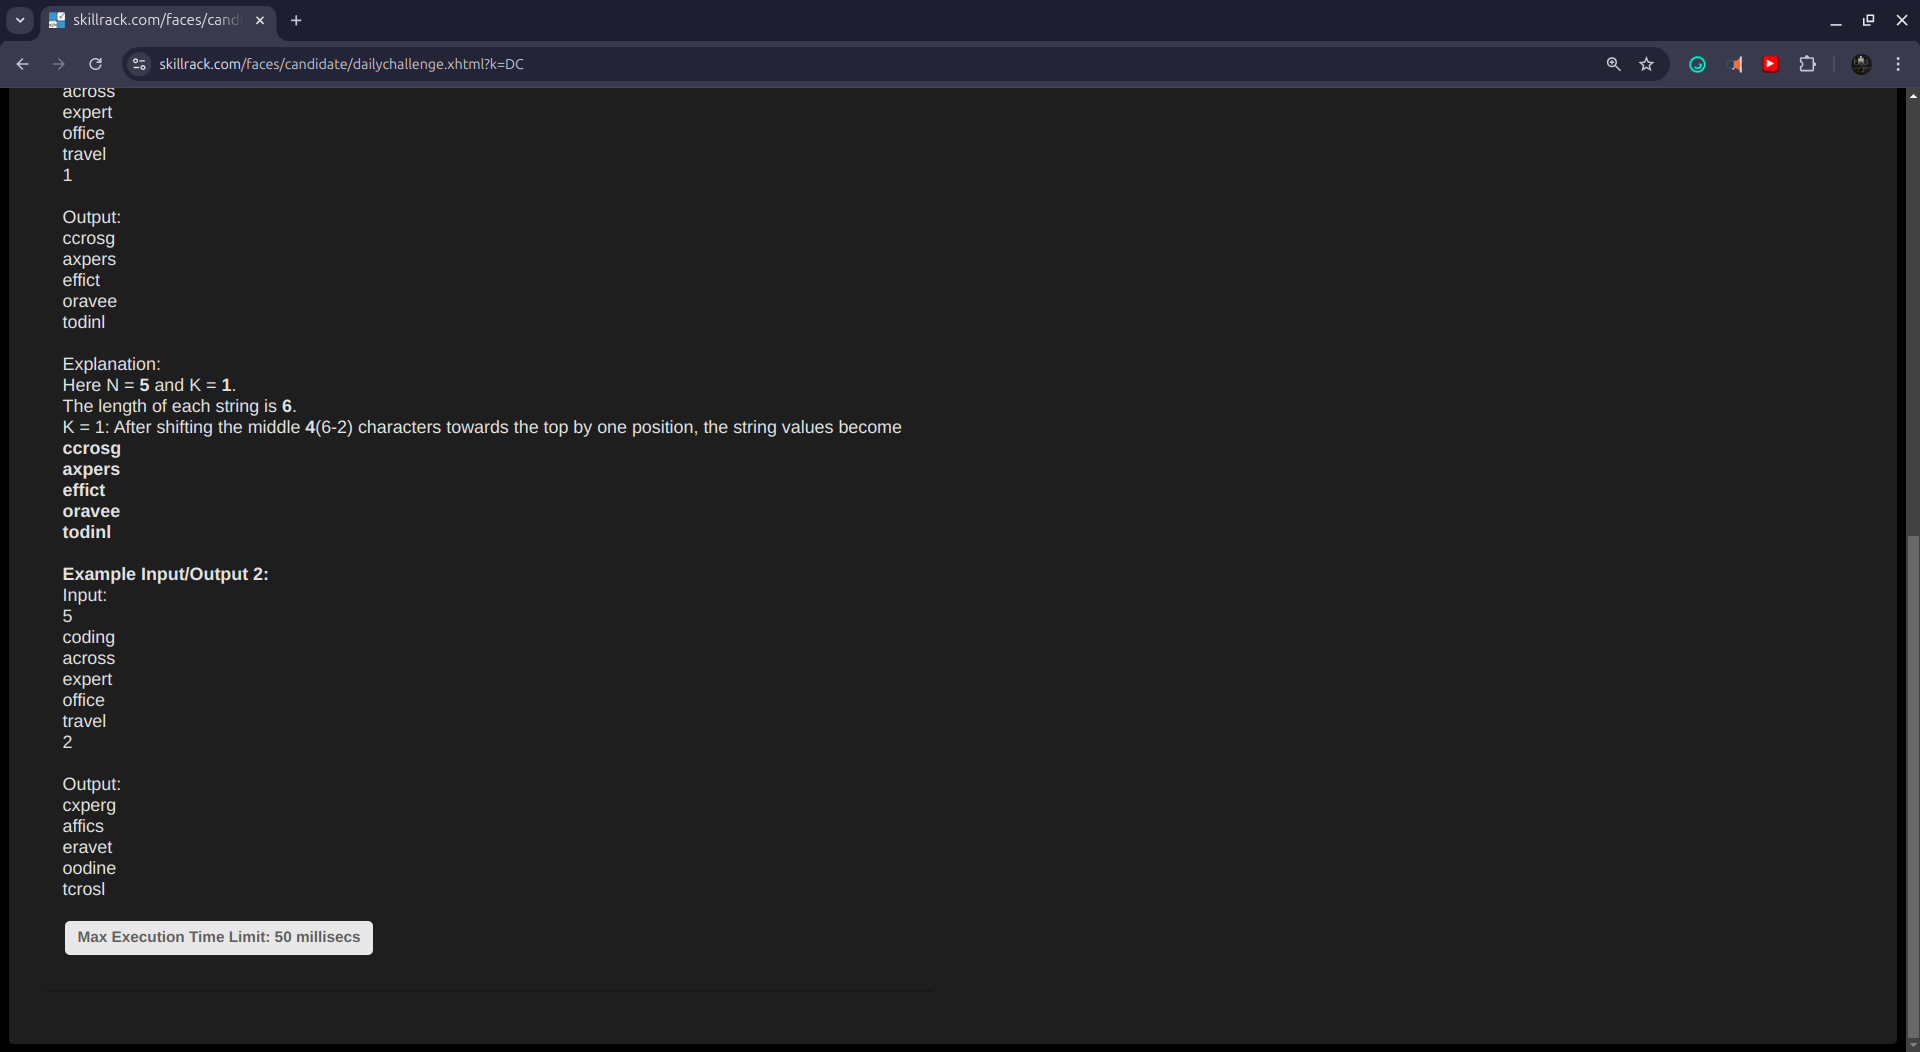 skillrack.com/faces/cand
skillrack.com/faces/candidate/dailychallenge.xhtml?k=DC
across
expert
office
travel
1
Output:
ccrosg
axpers
effict
oravee
todinl
Explanation:
Here N = 5 and K = 1.
The length of each string is 6.
K = 1: After shifting the middle 4(6-2) characters towards the top by one position, the string values become
ccrosg
axpers
effict
oravee
todinl
Example Input/Output 2:
Input:
5
coding
across
expert
office
travel
2
Output:
cxperg
affics
eravet
oodine
tcrosl
Max Execution Time Limit: 50 millisecs